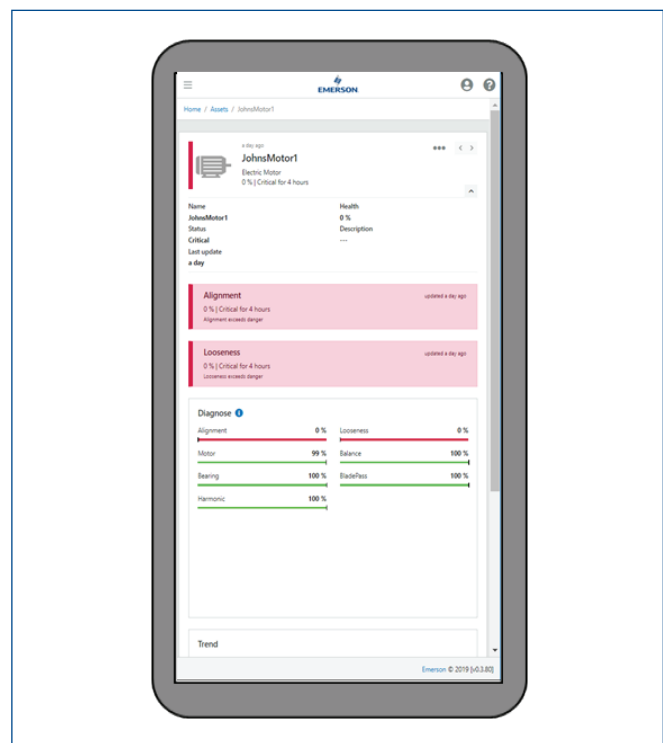 EMERSON
Home / Assets / JohnsMotor1
a day ago
JohnsMotor1
Electric Motor
0 % | Critical for 4 hours
Name
JohnsMotor1
Status
Critical
Last update
a day
Health
0 %
Description
---
Alignment
updated a day ago
0 % | Critical for 4 hours
Alignment exceeds danger
Looseness
updated a day ago
0 % | Critical for 4 hours
Looseness exceeds danger
Diagnose
Alignment 0 % Looseness 0 %
Motor 99 % Balance 100 %
Bearing 100 % BladePass 100 %
Harmonic 100 %
Trend
Emerson © 2019 [v0.3.80]